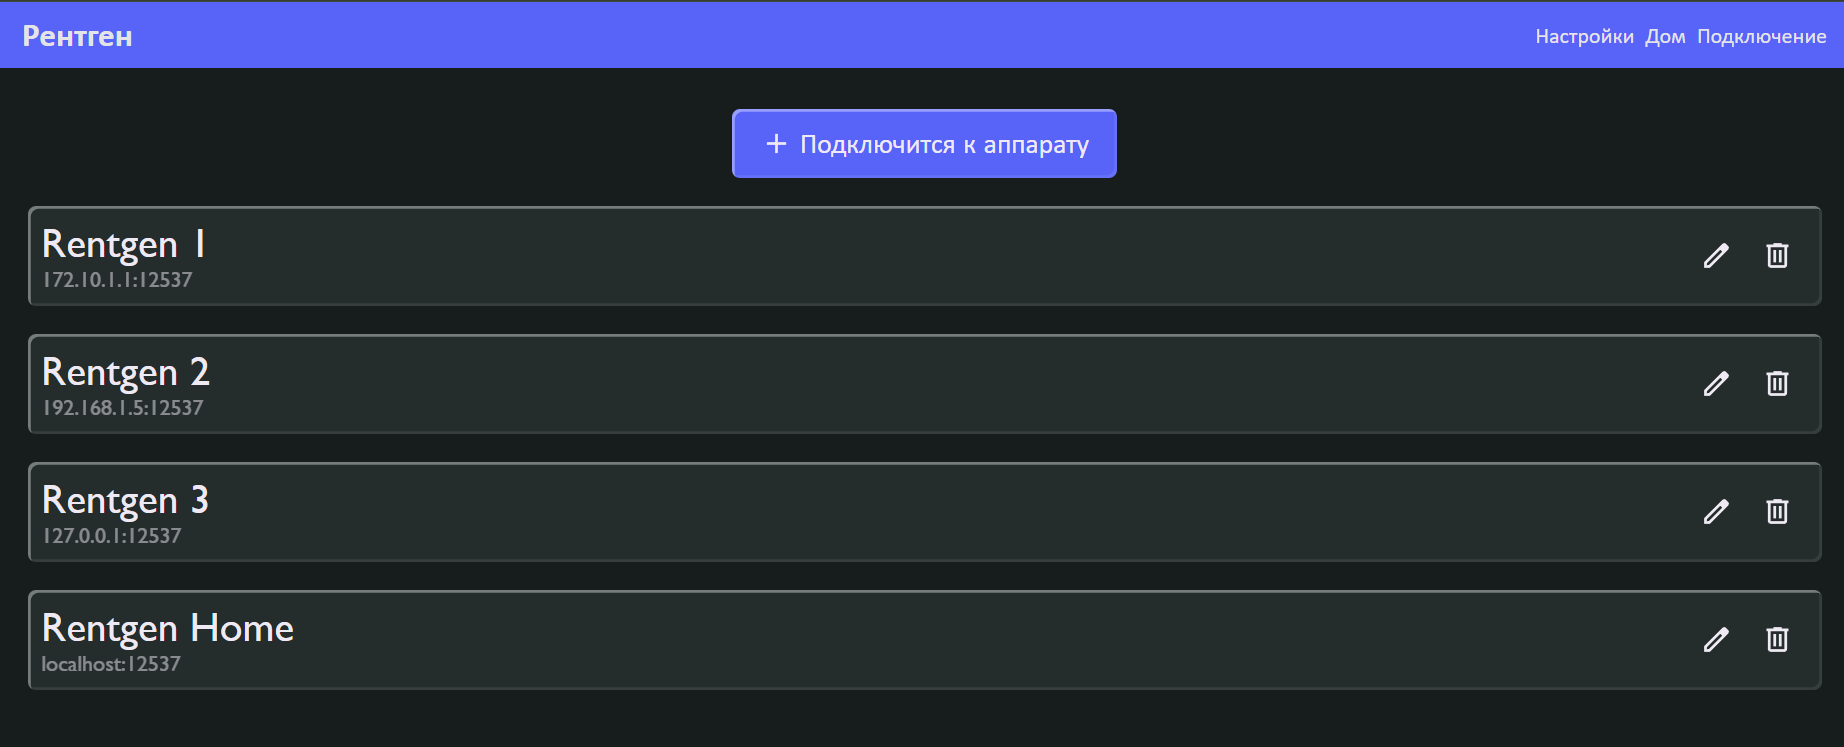 Рентген
Настройки Дом Подключение
+ Подключится к аппарату
Rentgen 1
172.10.1.1:12537
Rentgen 2
192.168.1.5:12537
Rentgen 3
127.0.0.1:12537
Rentgen Home
localhost:12537